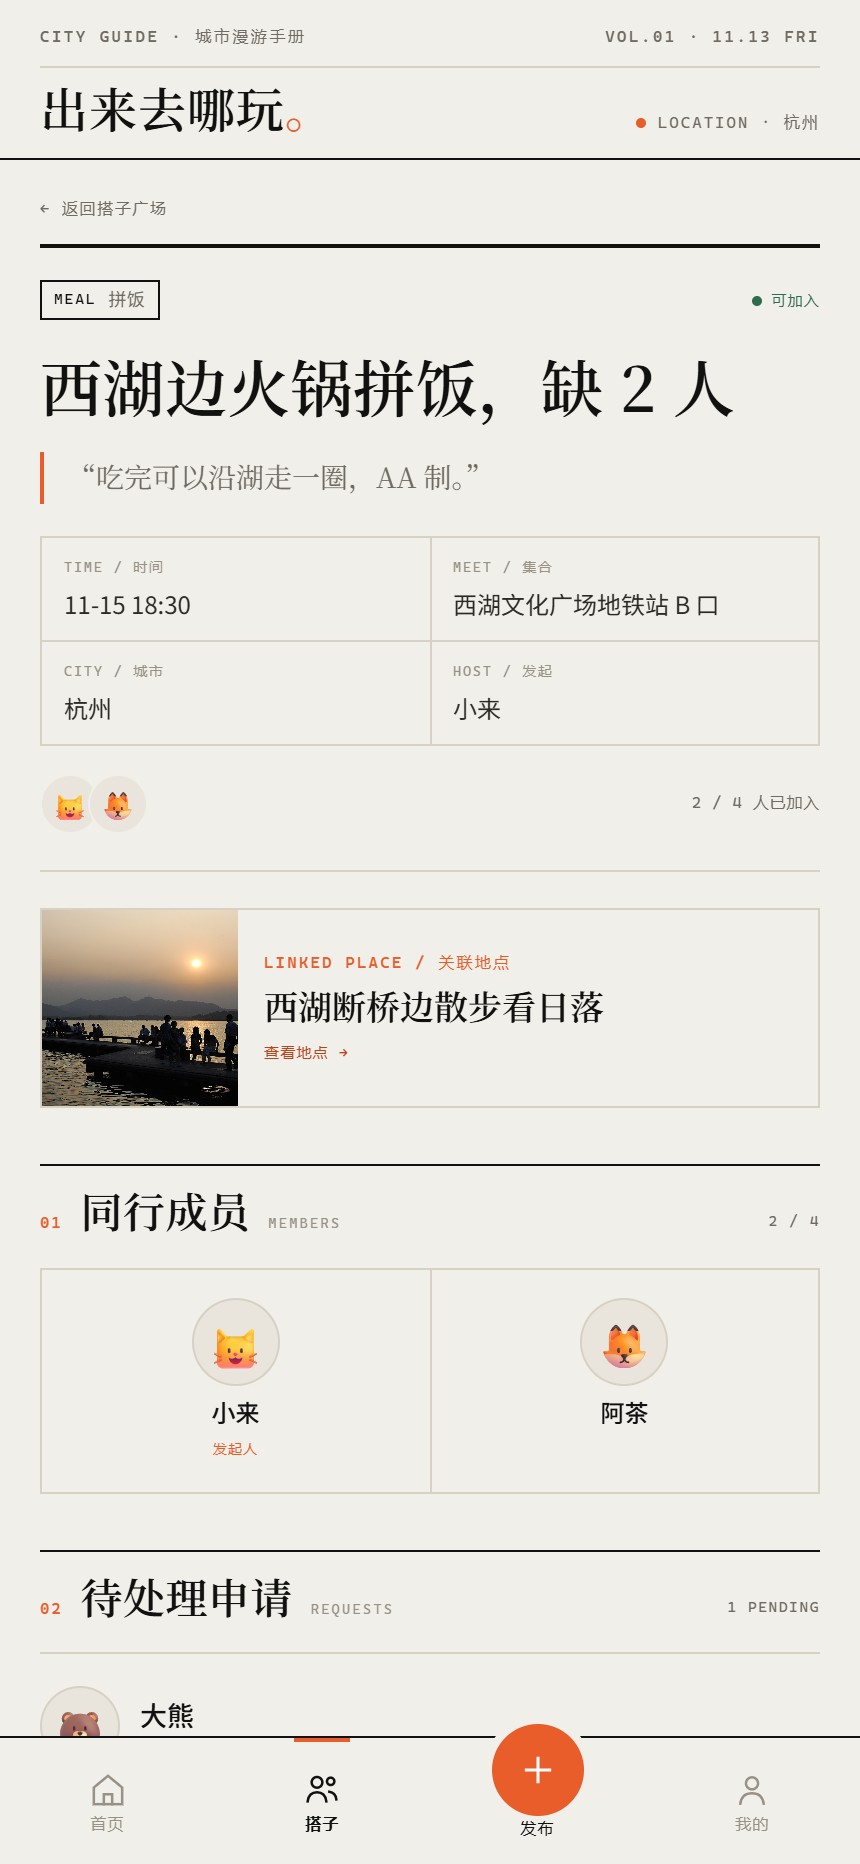 CITY GUIDE · 城市漫游手册
VOL.01 · 11.13 FRI
出来去哪玩。
LOCATION · 杭州
← 返回搭子广场
MEAL 拼饭
可加入
西湖边火锅拼饭，缺 2 人
“吃完可以沿湖走一圈，AA 制。”
TIME / 时间
11-15 18:30
MEET / 集合
西湖文化广场地铁站 B 口
CITY / 城市
杭州
HOST / 发起
小来
2 / 4 人已加入
LINKED PLACE / 关联地点
西湖断桥边散步看日落
查看地点 →
01 同行成员 MEMBERS
2 / 4
小来
发起人
阿茶
02 待处理申请 REQUESTS
1 PENDING
大熊
首页
搭子
发布
我的